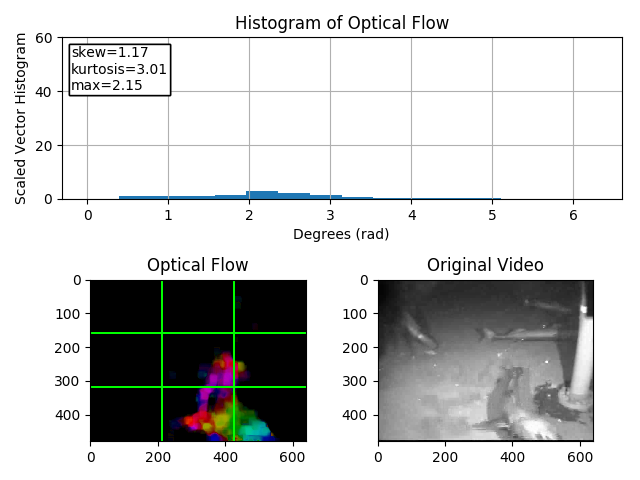 Histogram of Optical Flow
Scaled Vector Histogram
60
40
20
0
skew=1.17
kurtosis=3.01
max=2.15
0 1 2 3 4 5 6
Degrees (rad)
Optical Flow
0
100
200
300
400
0 200 400 600
Original Video
0
100
200
300
400
0 200 400 600